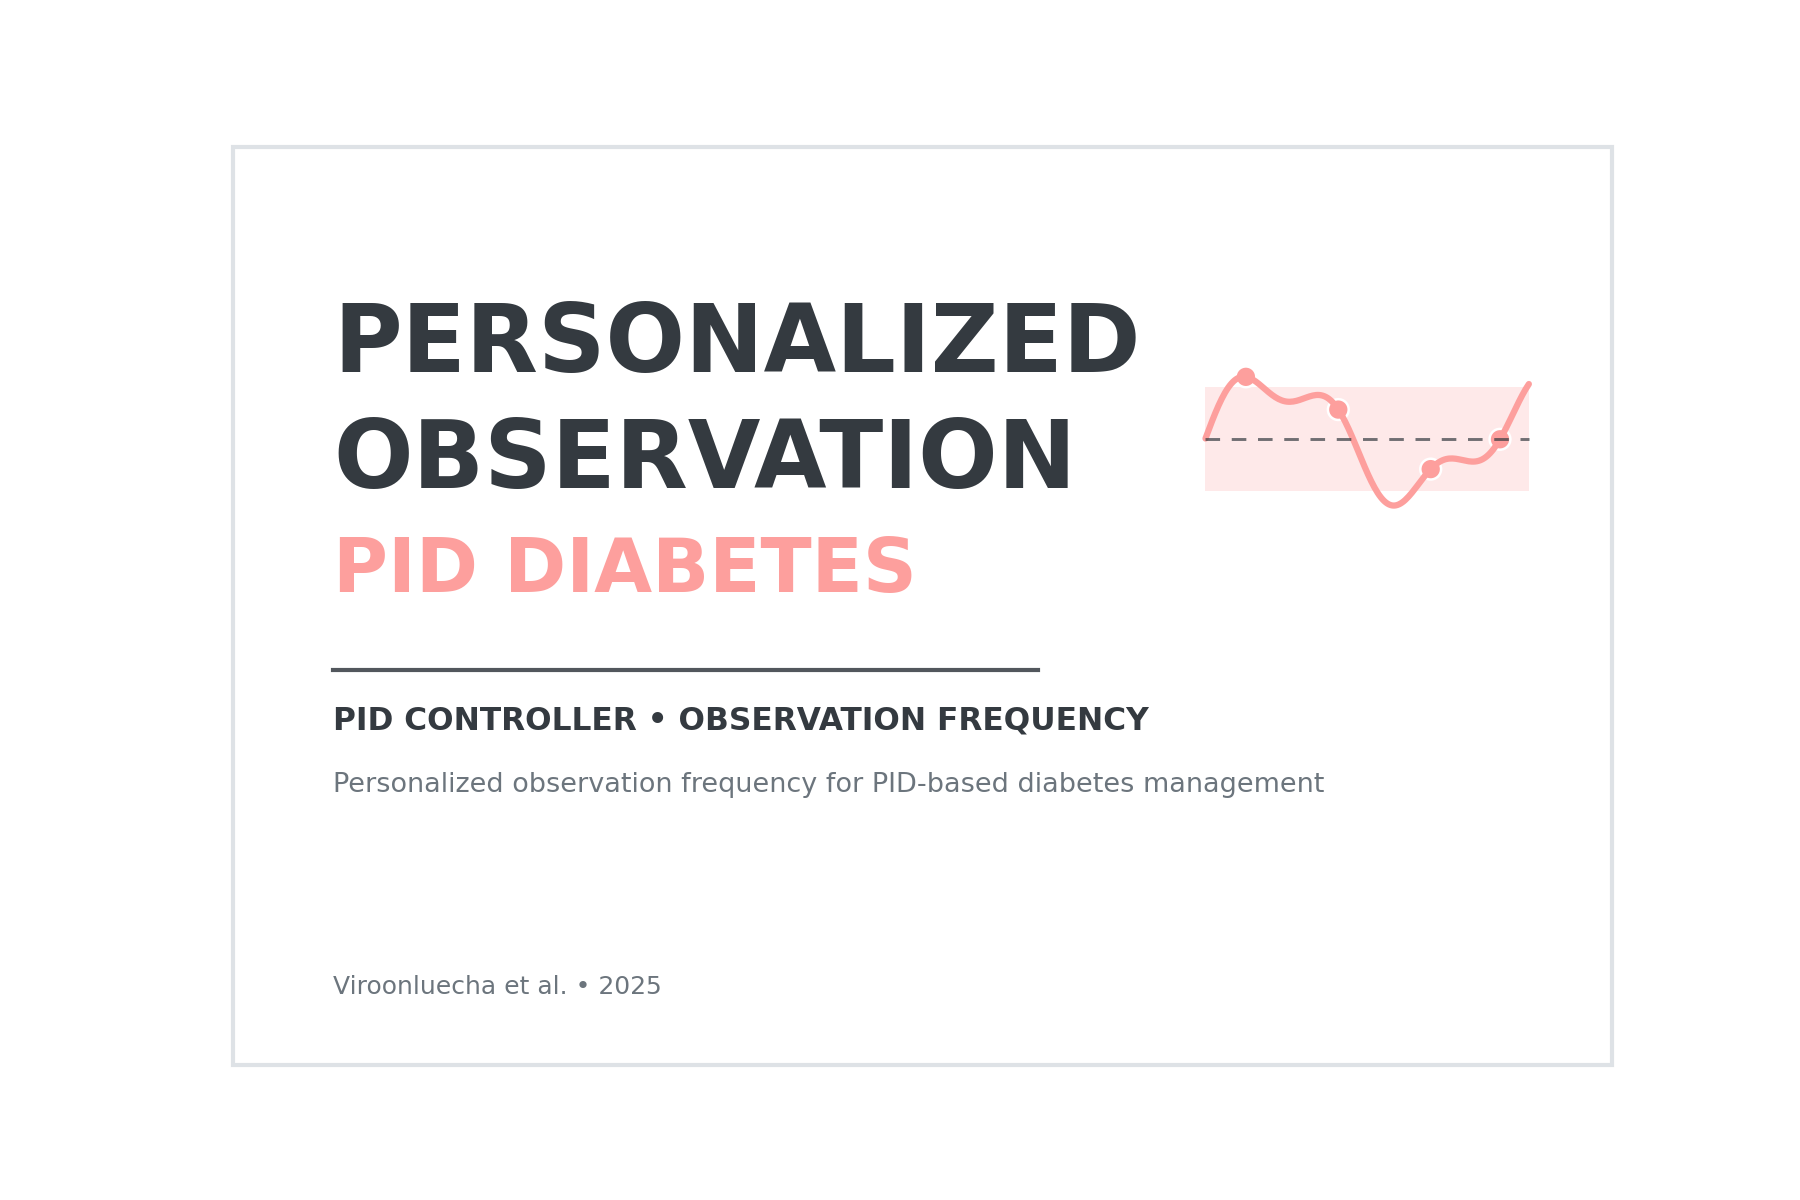 PERSONALIZED
OBSERVATION
PID DIABETES
PID CONTROLLER • OBSERVATION FREQUENCY
Personalized observation frequency for PID-based diabetes management
Viroonluecha et al. • 2025